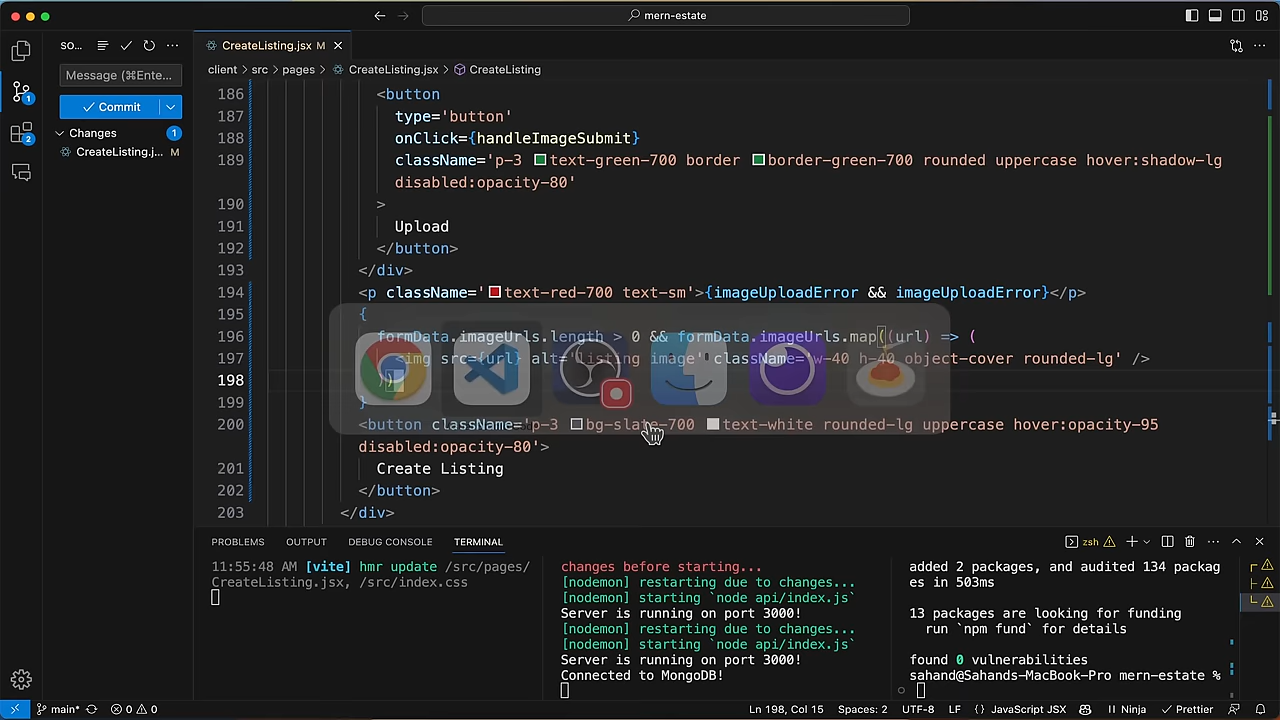 mern-estate
SO...
CreateListing.jsx M
client > src > pages > CreateListing.jsx > CreateListing
Message (⌘Ente...
Commit
Changes 1
CreateListing.j... M
1
2
186 <button
187 type='button'
188 onClick={handleImageSubmit}
189 className='p-3 text-green-700 border border-green-700 rounded uppercase hover:shadow-lg
disabled:opacity-80'
190 >
191 Upload
192 </button>
193 </div>
194 <p className='text-red-700 text-sm'>{imageUploadError && imageUploadError}</p>
195 {
196 formData.imageUrls.length > 0 && formData.imageUrls.map((url) => (
197 <img src={url} alt='listing image' className='w-40 h-40 object-cover rounded-lg' />
198 ))
199 }
200 <button className='p-3 bg-slate-700 text-white rounded-lg uppercase hover:opacity-95
disabled:opacity-80'>
201 Create Listing
202 </button>
203 </div>
PROBLEMS OUTPUT DEBUG CONSOLE TERMINAL
zsh
11:55:48 AM [vite] hmr update /src/pages/
CreateListing.jsx, /src/index.css
changes before starting...
[nodemon] restarting due to changes...
[nodemon] starting `node api/index.js`
Server is running on port 3000!
[nodemon] restarting due to changes...
[nodemon] starting `node api/index.js`
Server is running on port 3000!
Connected to MongoDB!
added 2 packages, and audited 134 packag
es in 503ms
13 packages are looking for funding
run `npm fund` for details
found 0 vulnerabilities
sahand@Sahands-MacBook-Pro mern-estate %
main* 0 0 Ln 198, Col 15 Spaces: 2 UTF-8 LF {} JavaScript JSX Ninja Prettier